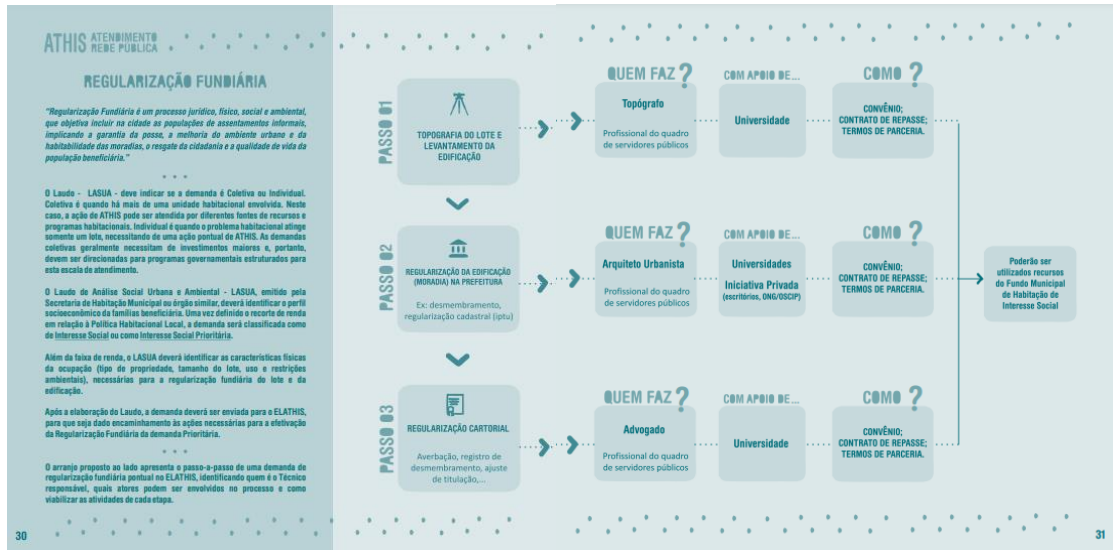 ATHIS ATENDIMENTO
REDE PÚBLICA
REGULARIZAÇÃO FUNDIÁRIA
"Regularização Fundiária é um processo jurídico, físico, social e ambiental,
que objetiva incluir na cidade as populações de assentamentos informais,
implicando a garantia da posse, a melhoria do ambiente urbano e da
habitabilidade das moradias, o resgate da cidadania e a qualidade de vida da
população beneficiária."
* * *
O Laudo - LASUA - deve indicar se a demanda é Coletiva ou Individual.
Coletiva é quando há mais de uma unidade habitacional envolvida. Neste
caso, a ação de ATHIS pode ser atendida por diferentes fontes de recursos e
programas habitacionais. Individual é quando o problema habitacional atinge
somente um lote, necessitando de uma ação pontual de ATHIS. As demandas
coletivas geralmente necessitam de investimentos maiores e, portanto,
devem ser direcionadas para programas governamentais estruturados para
esta escala de atendimento.
O Laudo de Análise Social Urbana e Ambiental - LASUA, emitido pela
Secretaria de Habitação Municipal ou órgão similar, deverá identificar o perfil
socioeconômico da famílias beneficiária. Uma vez definido o recorte de renda
em relação à Política Habitacional Local, a demanda será classificada como
de Interesse Social ou como Interesse Social Prioritária.
Além da faixa de renda, o LASUA deverá identificar as características físicas
da ocupação (tipo de propriedade, tamanho do lote, uso e restrições
ambientais), necessárias para a regularização fundiária do lote e da
edificação.
Após a elaboração do Laudo, a demanda deverá ser enviada para o ELATHIS,
para que seja dado encaminhamento às ações necessárias para a efetivação
da Regularização Fundiária da demanda Prioritária.
* * *
O arranjo proposto ao lado apresenta o passo-a-passo de uma demanda de
regularização fundiária pontual no ELATHIS, identificando quem é o Técnico
responsável, quais atores podem ser envolvidos no processo e como
viabilizar as atividades de cada etapa.
30
PASSO 01
TOPOGRAFIA DO LOTE E
LEVANTAMENTO DA
EDIFICAÇÃO
QUEM FAZ?
Topógrafo
Profissional do quadro
de servidores públicos
COM APOIO DE...
Universidade
COMO?
CONVÊNIO;
CONTRATO DE REPASSE;
TERMOS DE PARCERIA.
PASSO 02
REGULARIZAÇÃO DA EDIFICAÇÃO
(MORADIA) NA PREFEITURA
Ex: desmembramento,
regularização cadastral (iptu)
QUEM FAZ?
Arquiteto Urbanista
Profissional do quadro
de servidores públicos
COM APOIO DE...
Universidades
Iniciativa Privada
(escritórios, ONG/OSCIP)
COMO?
CONVÊNIO;
CONTRATO DE REPASSE;
TERMOS DE PARCERIA.
Poderão ser
utilizados recursos
do Fundo Municipal
de Habitação de
Interesse Social
PASSO 03
REGULARIZAÇÃO CARTORIAL
Averbação, registro de
desmembramento, ajuste
de titulação,...
QUEM FAZ?
Advogado
Profissional do quadro
de servidores públicos
COM APOIO DE...
Universidade
COMO?
CONVÊNIO;
CONTRATO DE REPASSE;
TERMOS DE PARCERIA.
31